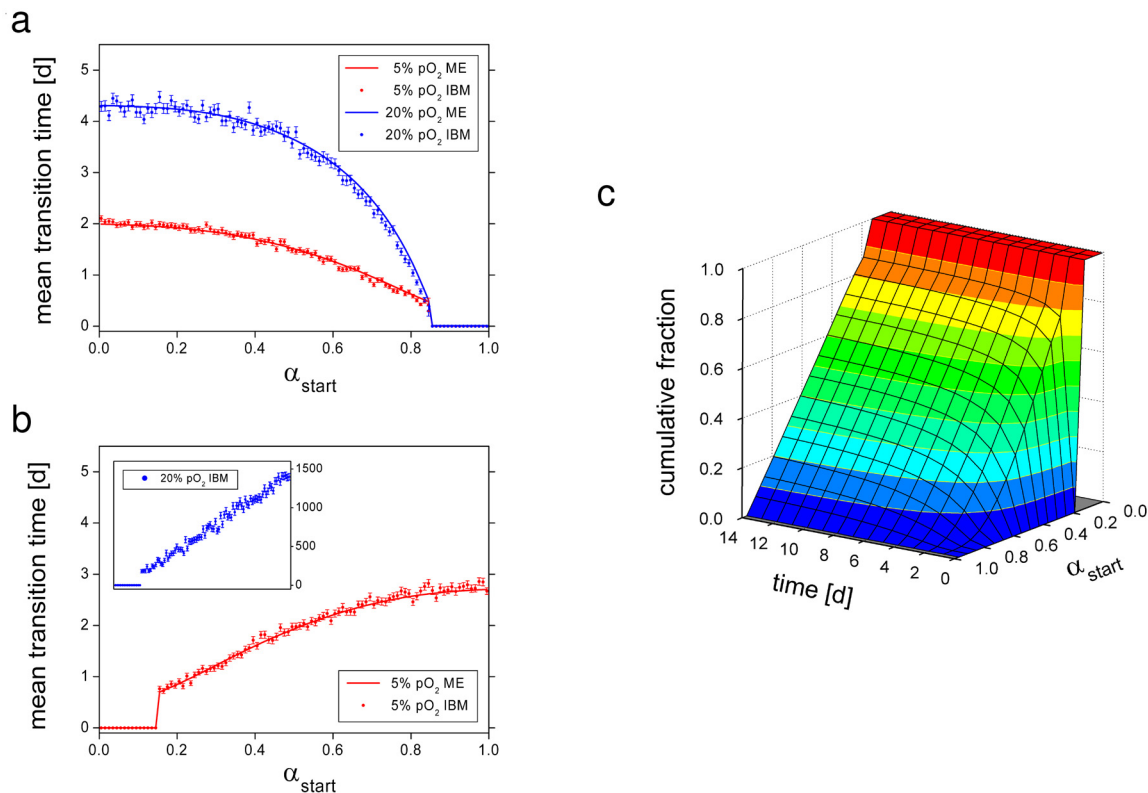 a
mean transition time [d]
5
4
3
2
1
0
0.0 0.2 0.4 0.6 0.8 1.0
α_start
5% pO₂ ME
5% pO₂ IBM
20% pO₂ ME
20% pO₂ IBM
b
mean transition time [d]
5
4
3
2
1
0
0.0 0.2 0.4 0.6 0.8 1.0
α_start
20% pO₂ IBM
1500
1000
500
0
5% pO₂ ME
5% pO₂ IBM
c
cumulative fraction
1.0
0.8
0.6
0.4
0.2
0.0
14 12 10 8 6 4 2 0
time [d]
1.0 0.8 0.6 0.4 0.2 0.0
α_start